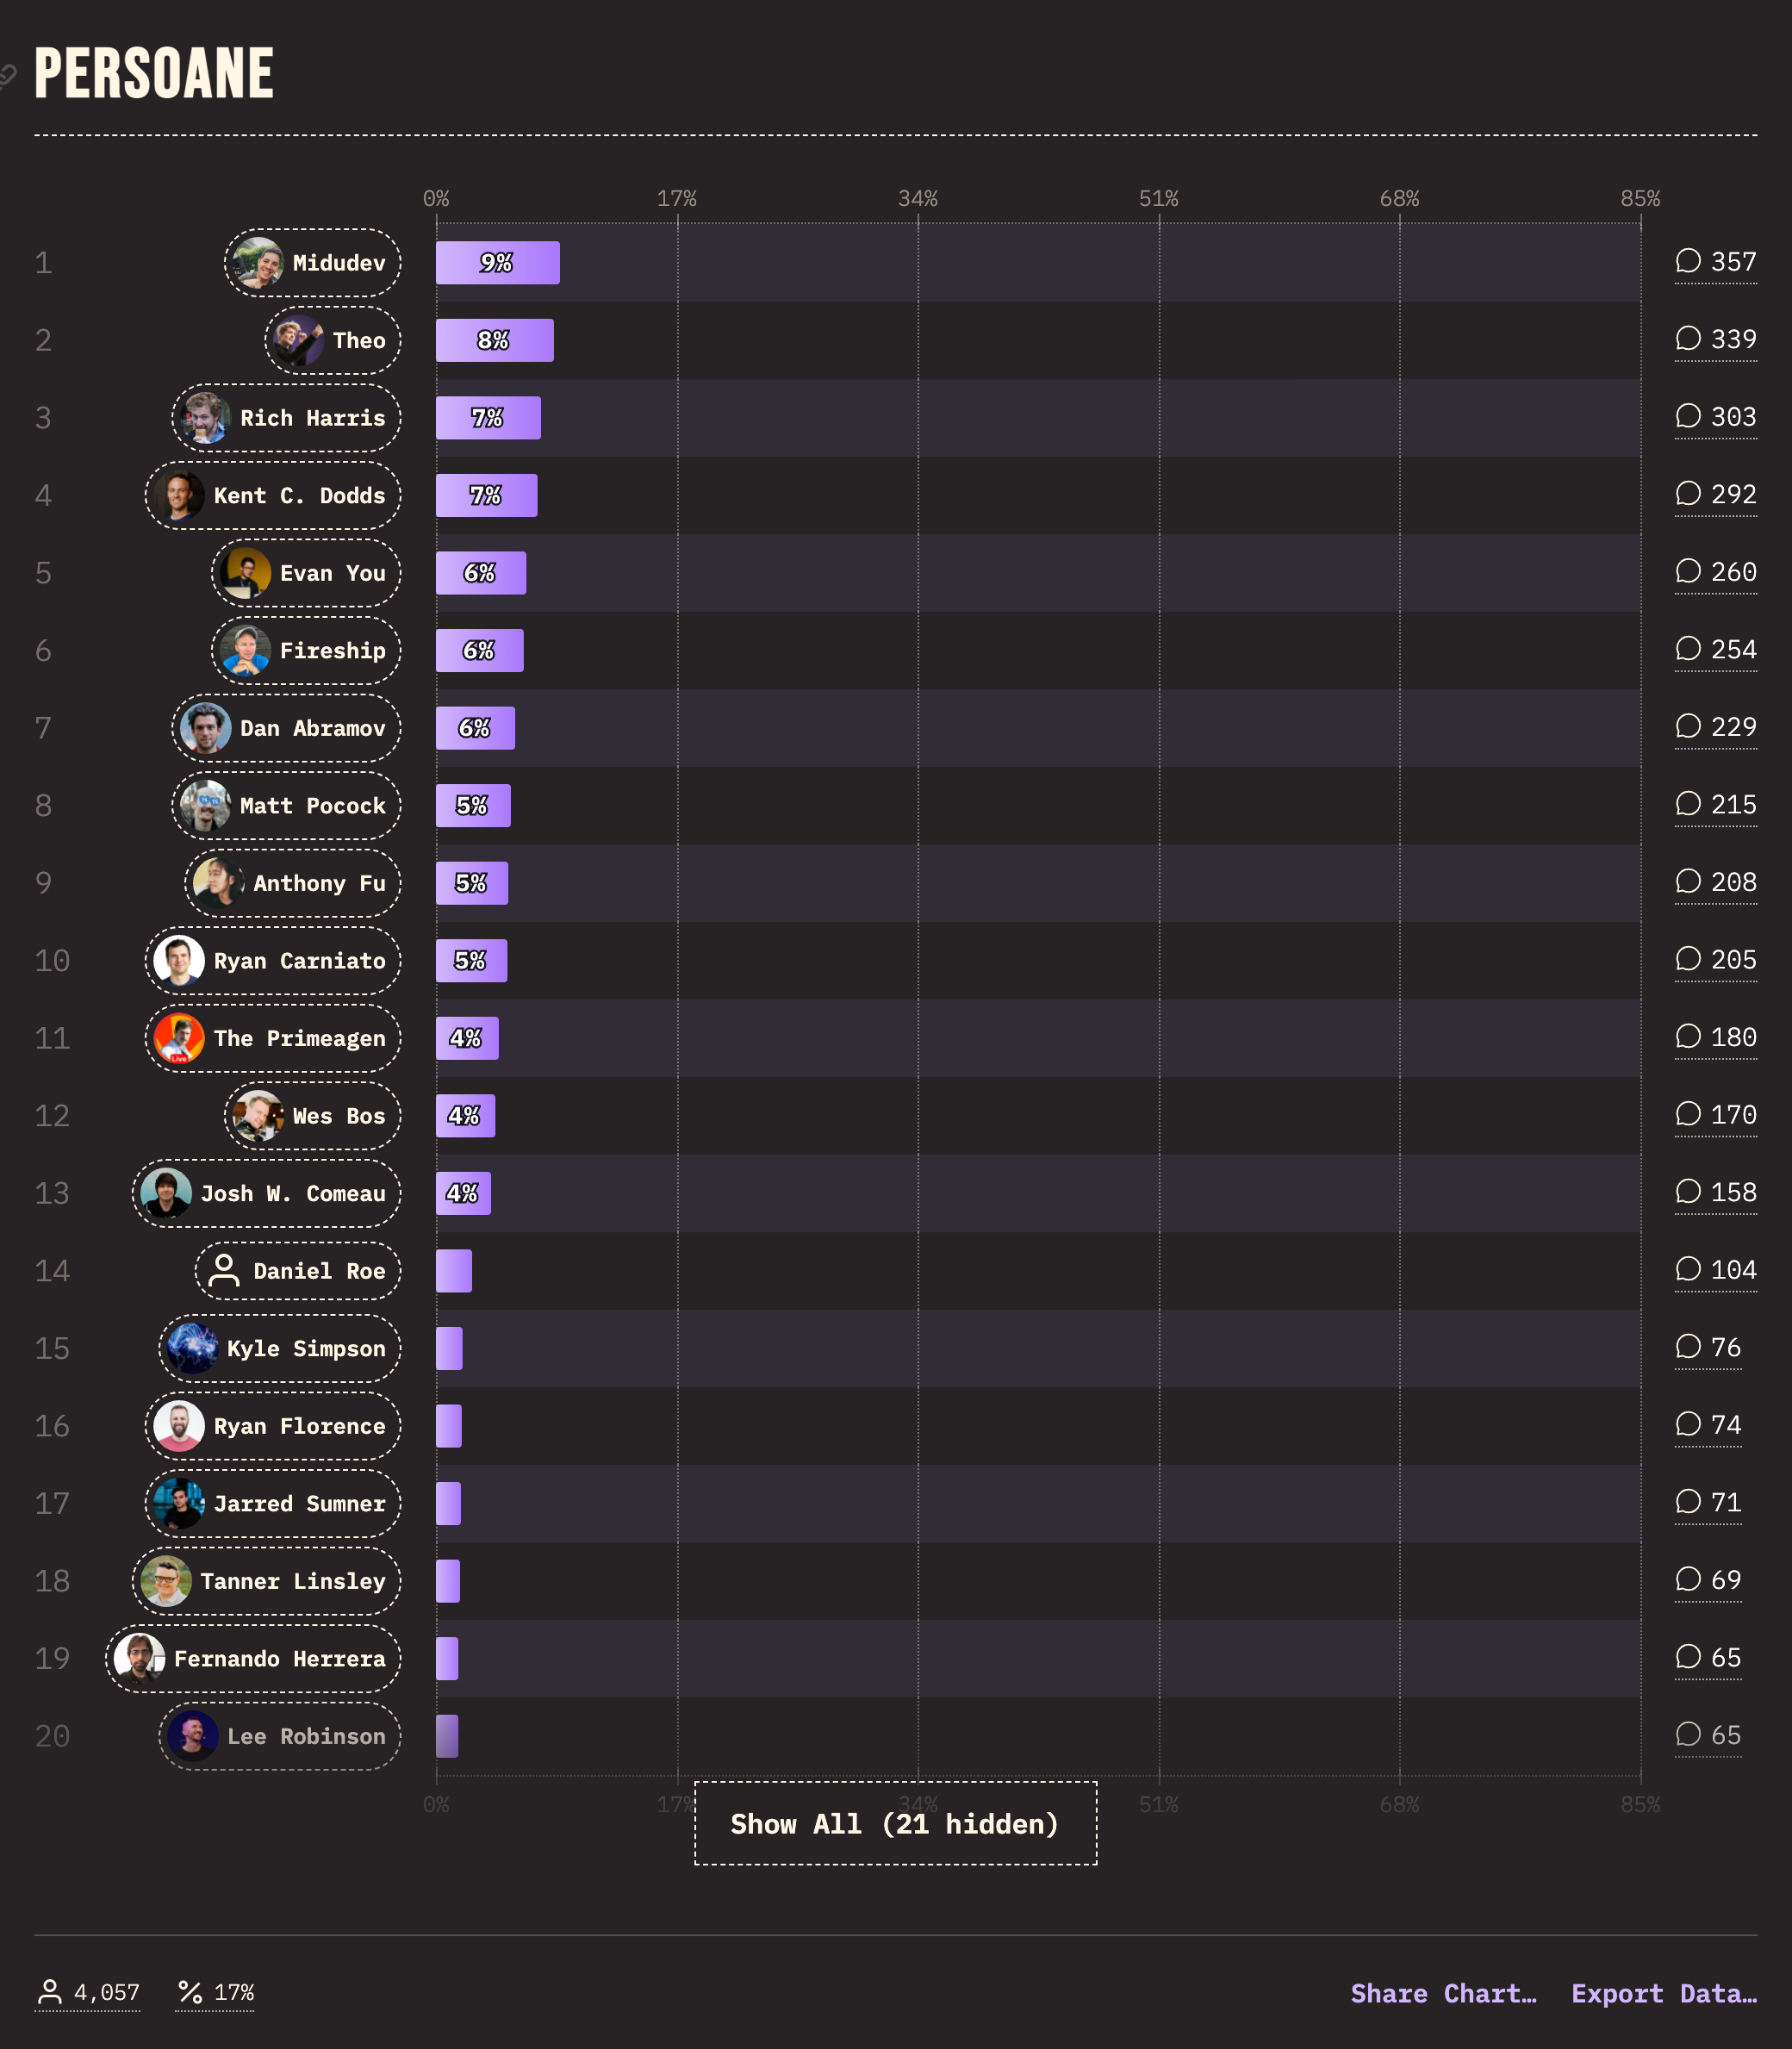 PERSOANE
0% 17% 34% 51% 68% 85%
1 Midudev 9% 357
2 Theo 8% 339
3 Rich Harris 7% 303
4 Kent C. Dodds 7% 292
5 Evan You 6% 260
6 Fireship 6% 254
7 Dan Abramov 6% 229
8 Matt Pocock 5% 215
9 Anthony Fu 5% 208
10 Ryan Carniato 5% 205
11 The Primeagen 4% 180
12 Wes Bos 4% 170
13 Josh W. Comeau 4% 158
14 Daniel Roe 104
15 Kyle Simpson 76
16 Ryan Florence 74
17 Jarred Sumner 71
18 Tanner Linsley 69
19 Fernando Herrera 65
20 Lee Robinson 65
0% 17% 34% 51% 68% 85%
Show All (21 hidden)
4,057 17% Share Chart… Export Data…